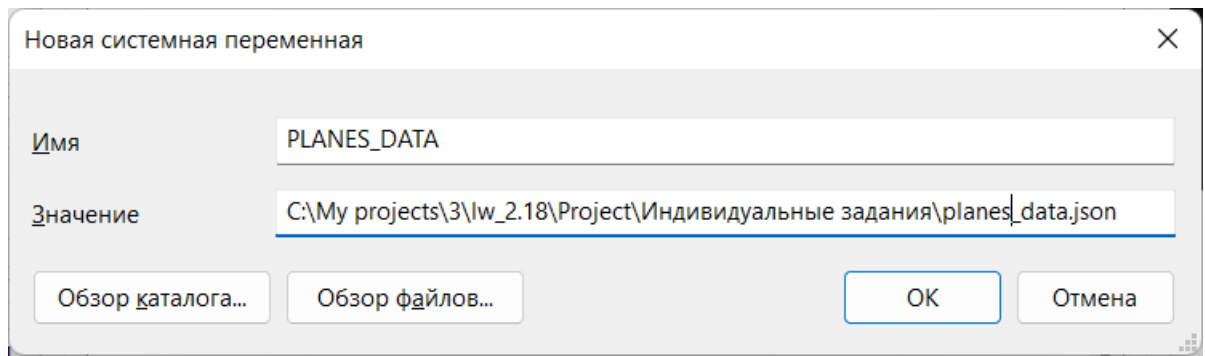 Новая системная переменная
Имя
PLANES_DATA
Значение
C:\My projects\3\lw_2.18\Project\Индивидуальные задания\planes_data.json
Обзор каталога... Обзор файлов... OK Отмена